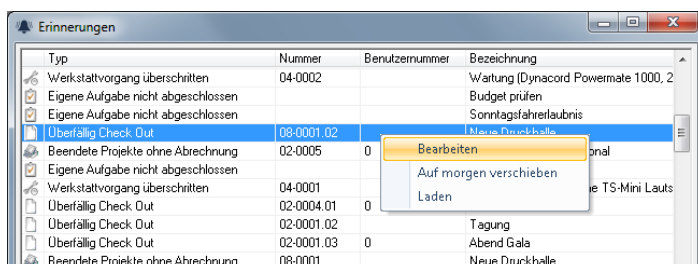 Erinnerungen
Typ Nummer Benutzernummer Bezeichnung
Werkstattvorgang überschritten 04-0002 Wartung (Dynacord Powermate 1000, 2
Eigene Aufgabe nicht abgeschlossen Budget prüfen
Eigene Aufgabe nicht abgeschlossen Sonntagsfahrerlaubnis
Überfällig Check Out 08-0001.02 Neue Druckhalle
Beendete Projekte ohne Abrechnung 02-0005 0 Bearbeiten onal
Eigene Aufgabe nicht abgeschlossen Auf morgen verschieben
Werkstattvorgang überschritten 04-0001 Laden e TS-Mini Lauts
Überfällig Check Out 02-0004.01 0
Überfällig Check Out 02-0001.02 Tagung
Überfällig Check Out 02-0001.03 0 Abend Gala
Beendete Projekte ohne Abrechnung 08-0001 Neue Druckhalle